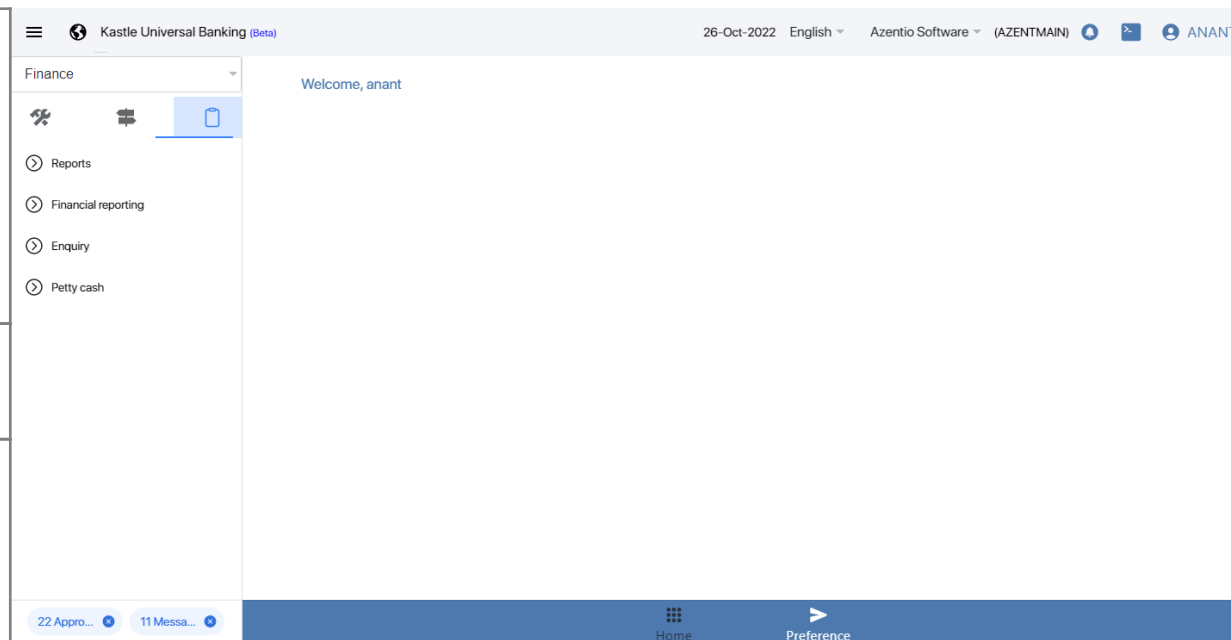 Kastle Universal Banking (Beta)
26-Oct-2022 English Azentio Software (AZENTMAIN) ANANT
Finance
Welcome, anant
Reports
Financial reporting
Enquiry
Petty cash
22 Appro... 11 Messa...
Home Preference